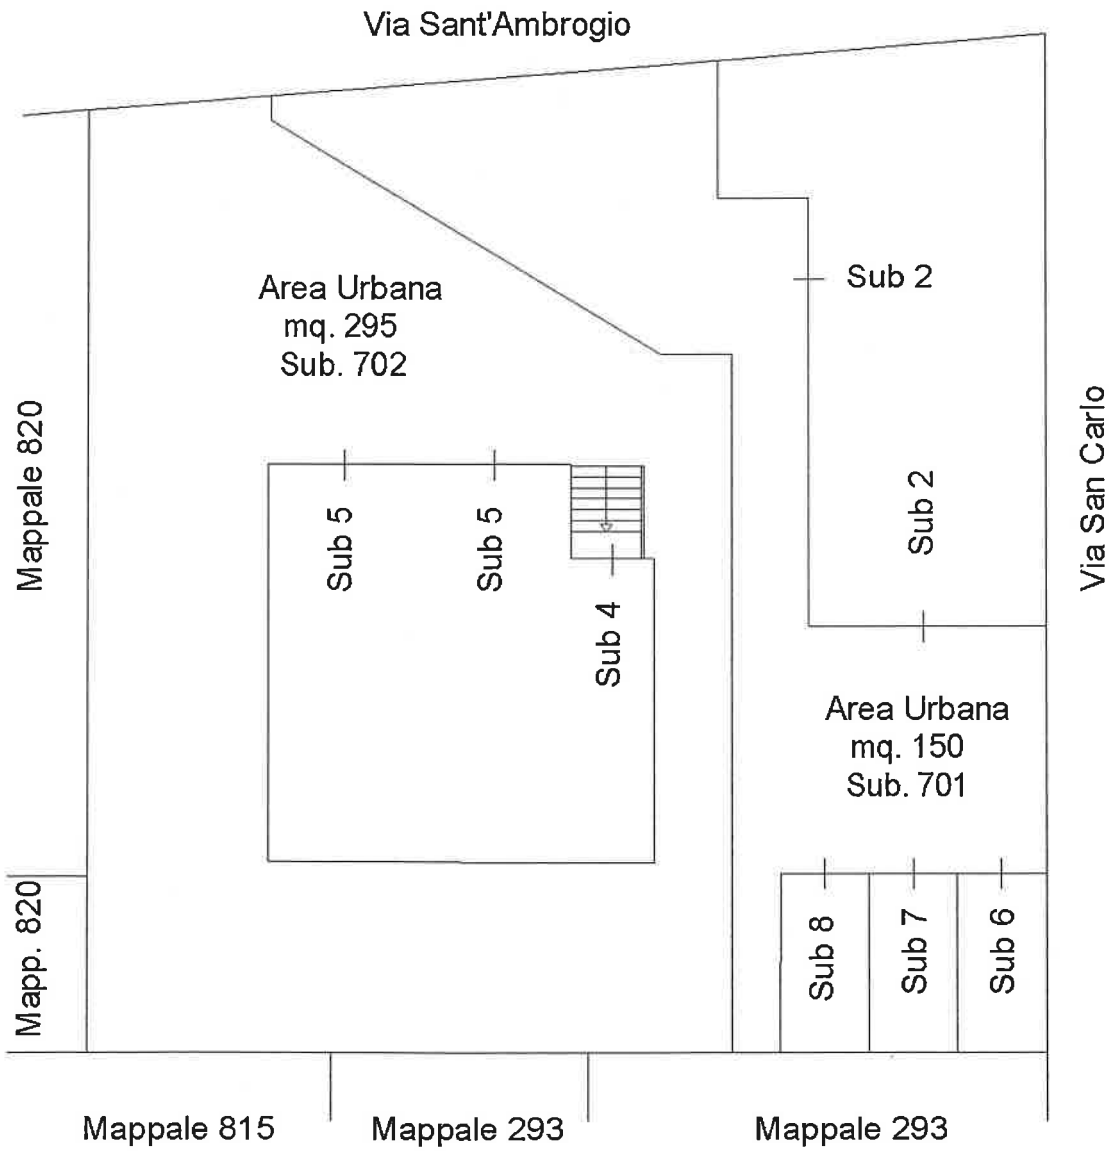 Via Sant'Ambrogio
Sub 2
Area Urbana
mq. 295
Sub. 702
Mappale 820
Via San Carlo
Sub 2
Sub 5
Sub 5
Sub 4
Area Urbana
mq. 150
Sub. 701
Mapp. 820
Sub 8
Sub 7
Sub 6
Mappale 815
Mappale 293
Mappale 293